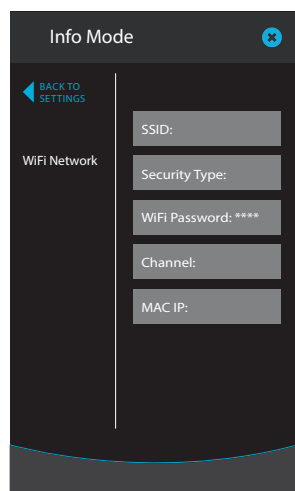 Info Mode
BACK TO
SETTINGS
WiFi Network
SSID:
Security Type:
WiFi Password: ****
Channel:
MAC IP: